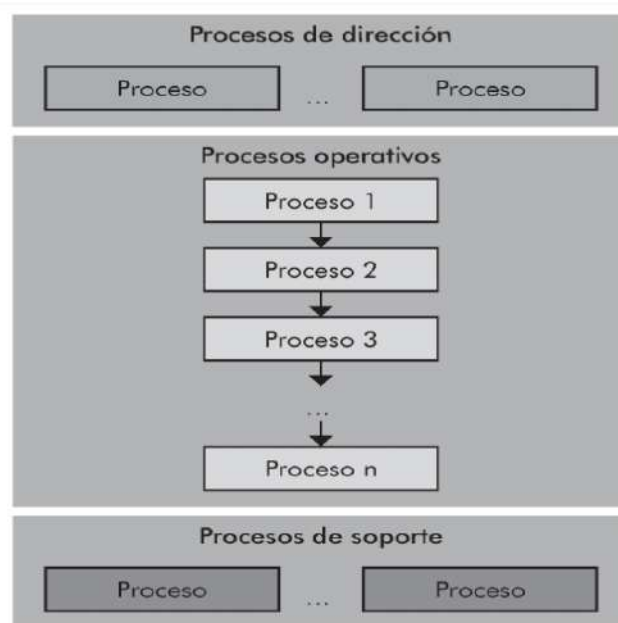 Procesos de dirección
Proceso ... Proceso
Procesos operativos
Proceso 1
Proceso 2
Proceso 3
...
Proceso n
Procesos de soporte
Proceso ... Proceso